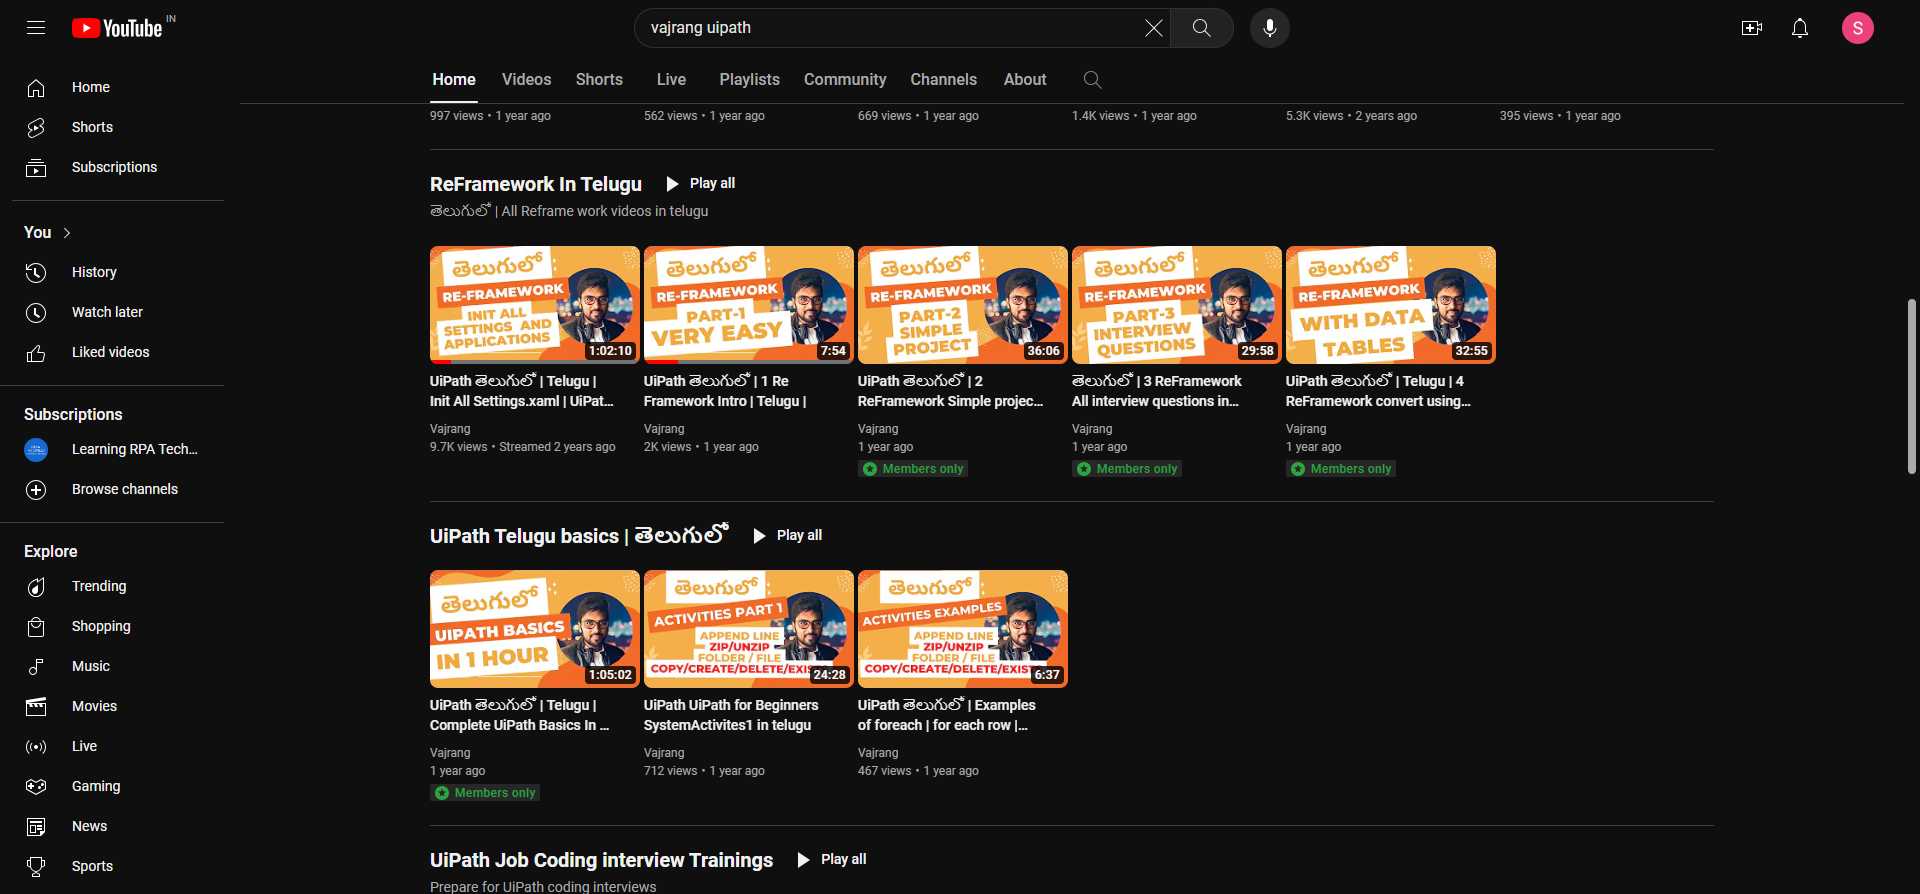 YouTube IN
vajrang uipath
S
Home Videos Shorts Live Playlists Community Channels About
Home
Shorts
Subscriptions
You
History
Watch later
Liked videos
Subscriptions
Learning RPA Tech...
Browse channels
Explore
Trending
Shopping
Music
Movies
Live
Gaming
News
Sports
997 views • 1 year ago
562 views • 1 year ago
669 views • 1 year ago
1.4K views • 1 year ago
5.3K views • 2 years ago
395 views • 1 year ago
ReFramework In Telugu Play all
తెలుగులో | All Reframe work videos in telugu
తెలుగులో
RE-FRAMEWORK
INIT ALL
SETTINGS AND
APPLICATIONS
1:02:10
UiPath తెలుగులో | Telugu |
Init All Settings.xaml | UiPat...
Vajrang
9.7K views • Streamed 2 years ago
తెలుగులో
RE-FRAMEWORK
PART-1
VERY EASY
7:54
UiPath తెలుగులో | 1 Re
Framework Intro | Telugu |
Vajrang
2K views • 1 year ago
తెలుగులో
RE-FRAMEWORK
PART-2
SIMPLE
PROJECT
36:06
UiPath తెలుగులో | 2
ReFramework Simple projec...
Vajrang
1 year ago
Members only
తెలుగులో
RE-FRAMEWORK
PART-3
INTERVIEW
QUESTIONS
29:58
తెలుగులో | 3 ReFramework
All interview questions in...
Vajrang
1 year ago
Members only
తెలుగులో
RE-FRAMEWORK
WITH DATA
TABLES
32:55
UiPath తెలుగులో | Telugu | 4
ReFramework convert using...
Vajrang
1 year ago
Members only
UiPath Telugu basics | తెలుగులో Play all
తెలుగులో
UIPATH BASICS
IN 1 HOUR
1:05:02
UiPath తెలుగులో | Telugu |
Complete UiPath Basics In ...
Vajrang
1 year ago
Members only
తెలుగులో
ACTIVITIES PART 1
APPEND LINE
ZIP/UNZIP
FOLDER / FILE
COPY/CREATE/DELETE/EXIS
24:28
UiPath UiPath for Beginners
SystemActivites1 in telugu
Vajrang
712 views • 1 year ago
తెలుగులో
ACTIVITIES EXAMPLES
APPEND LINE
ZIP/UNZIP
FOLDER / FILE
COPY/CREATE/DELETE/EXIST
6:37
UiPath తెలుగులో | Examples
of foreach | for each row |...
Vajrang
467 views • 1 year ago
UiPath Job Coding interview Trainings Play all
Prepare for UiPath coding interviews